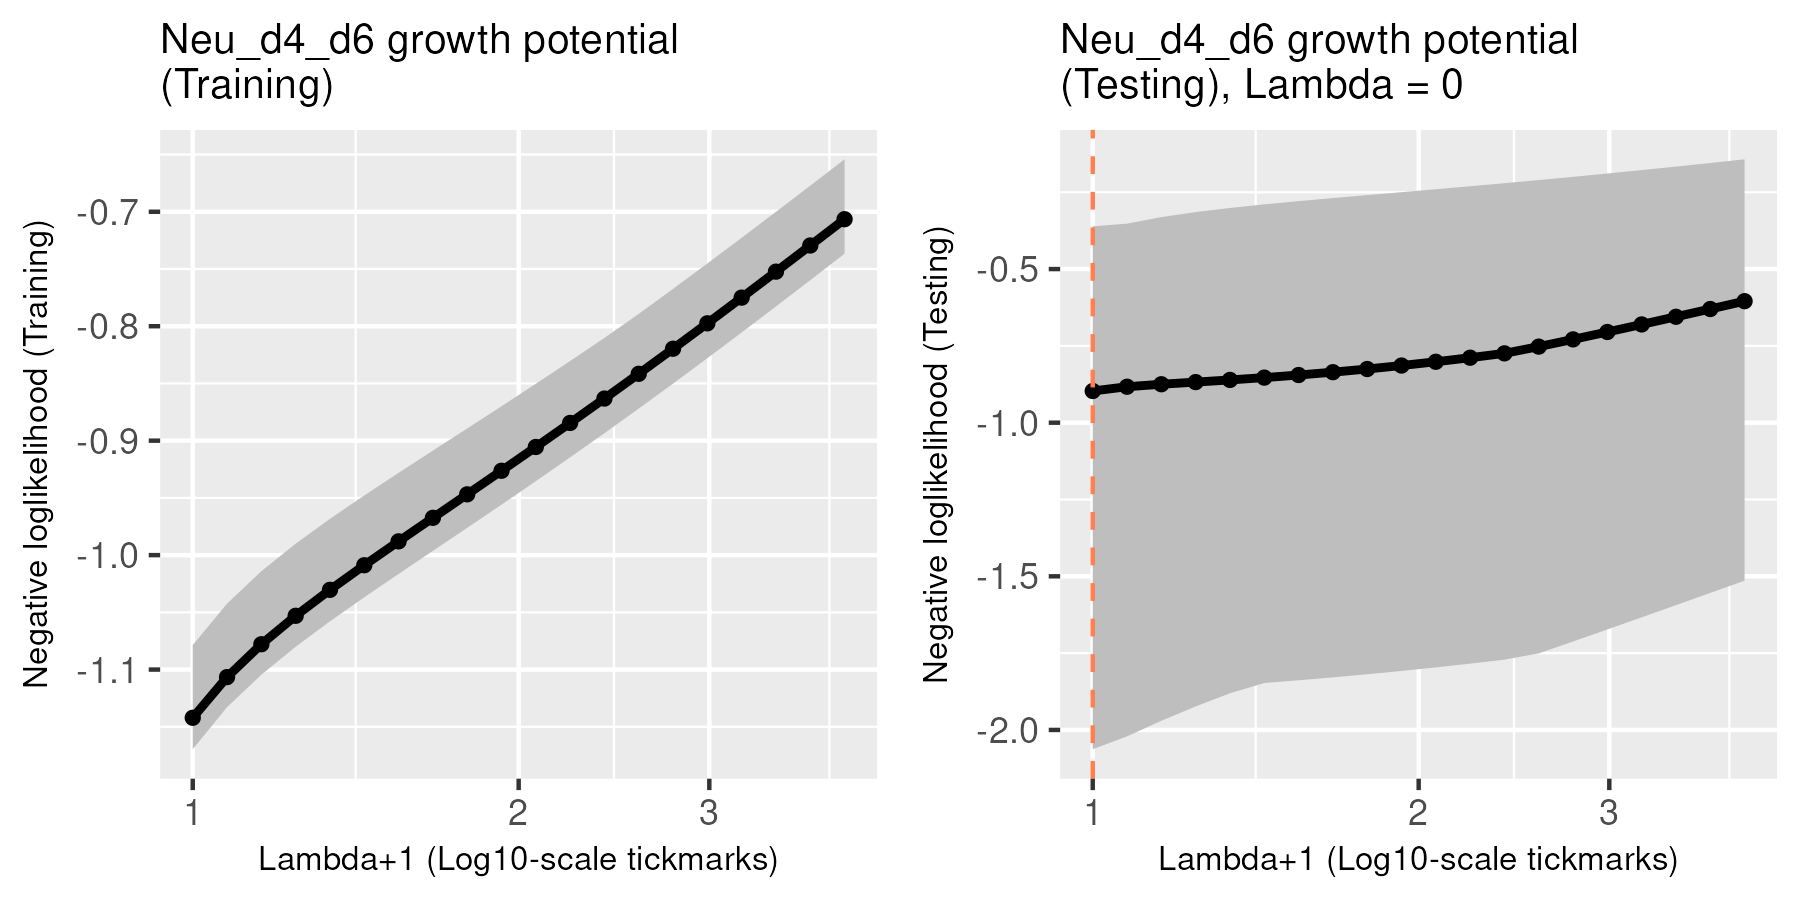 Neu_d4_d6 growth potential
(Training)
Negative loglikelihood (Training)
-0.7
-0.8
-0.9
-1.0
-1.1
1
2
3
Lambda+1 (Log10-scale tickmarks)
Neu_d4_d6 growth potential
(Testing), Lambda = 0
Negative loglikelihood (Testing)
-0.5
-1.0
-1.5
-2.0
1
2
3
Lambda+1 (Log10-scale tickmarks)